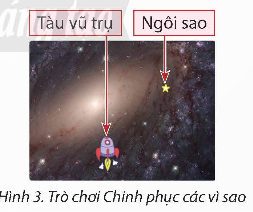 Tàu vũ trụ
Ngôi sao
Hình 3. Trò chơi Chinh phục các vì sao